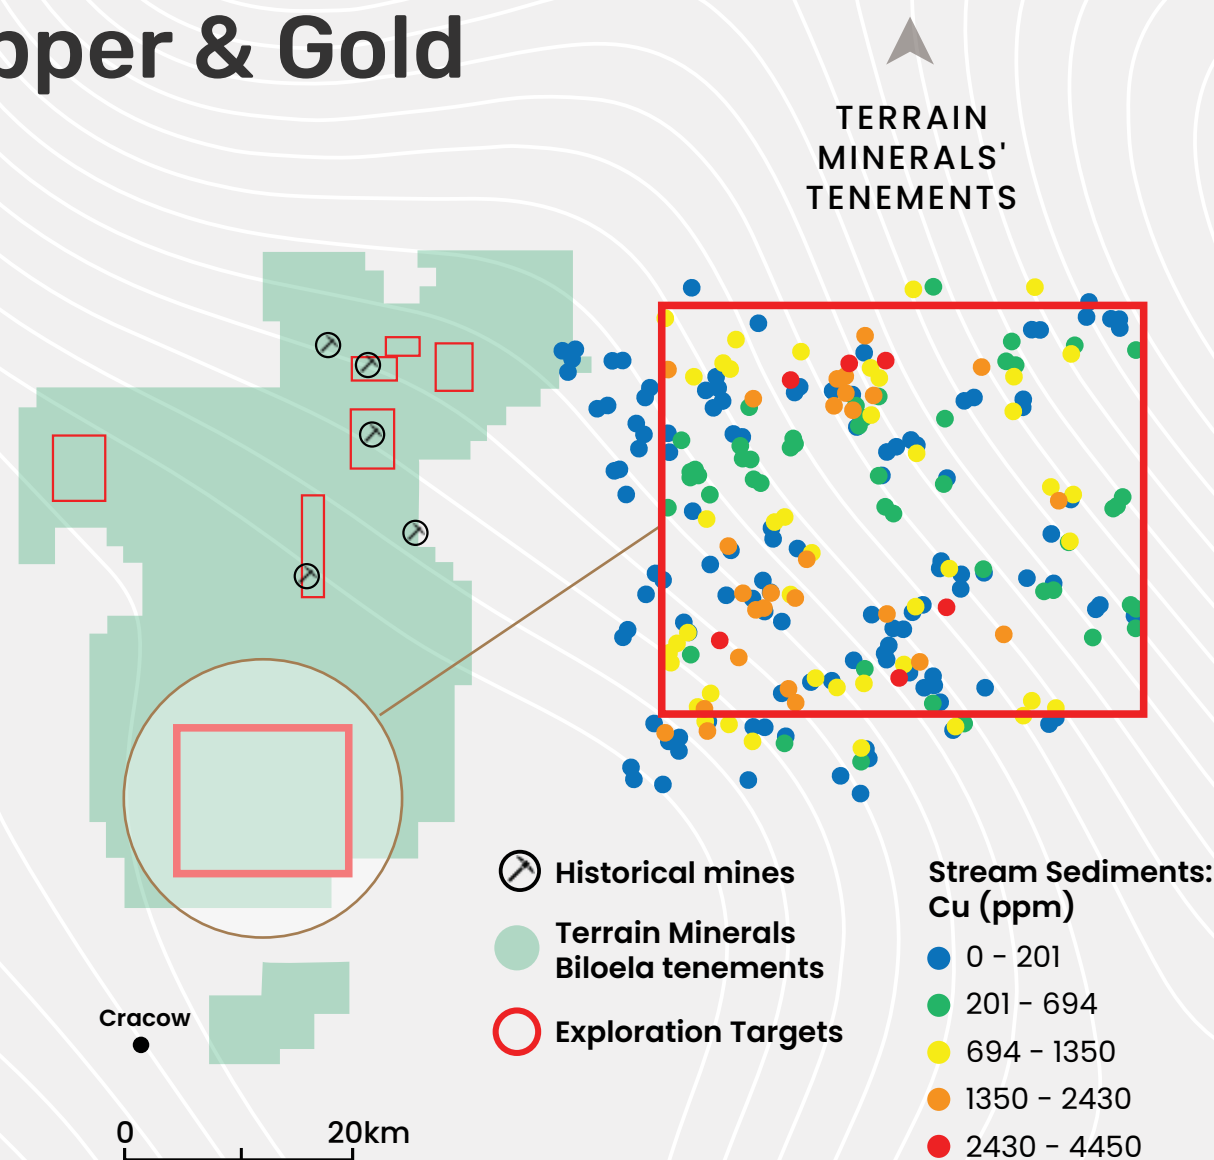 & Gold
TERRAIN
MINERALS'
TENEMENTS
Historical mines
Terrain Minerals
Biloela tenements
Exploration Targets
Stream Sediments:
Cu (ppm)
0 - 201
201 - 694
694 - 1350
1350 - 2430
2430 - 4450
Cracow
0 20km